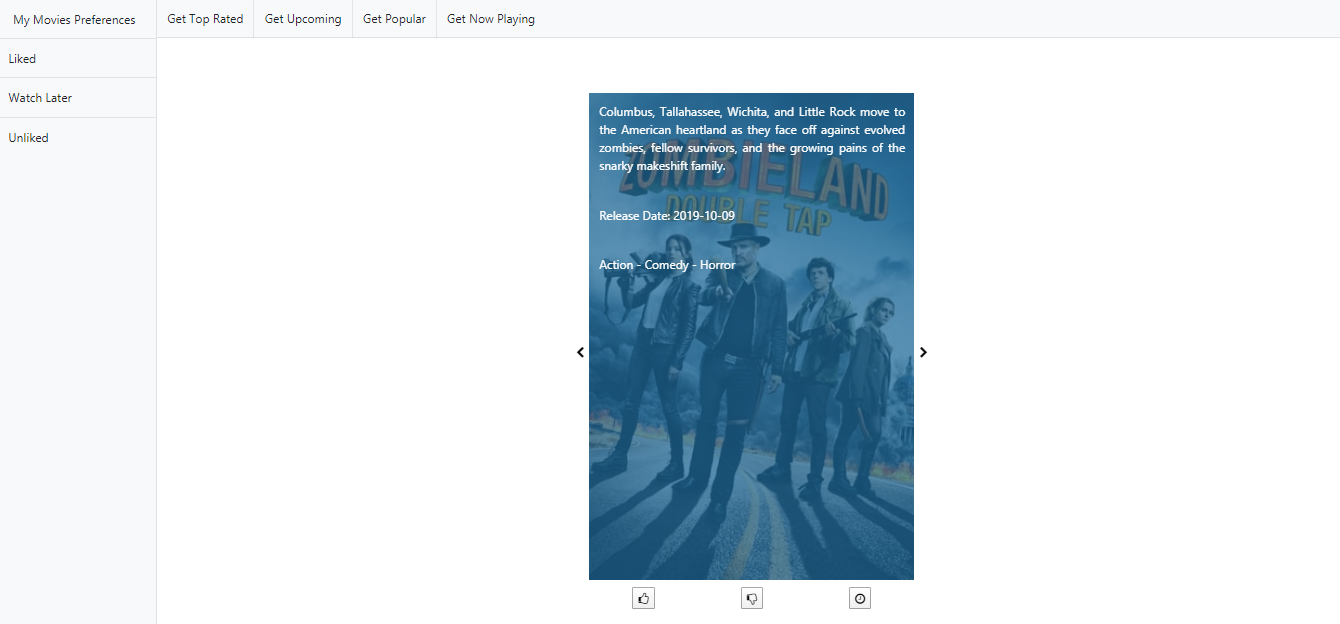 My Movies Preferences
Get Top Rated
Get Upcoming
Get Popular
Get Now Playing
Liked
Watch Later
Unliked
Columbus, Tallahassee, Wichita, and Little Rock move to
the American heartland as they face off against evolved
zombies, fellow survivors, and the growing pains of the
snarky makeshift family.
ZOMBIELAND
DOUBLE TAP
Release Date: 2019-10-09
Action - Comedy - Horror